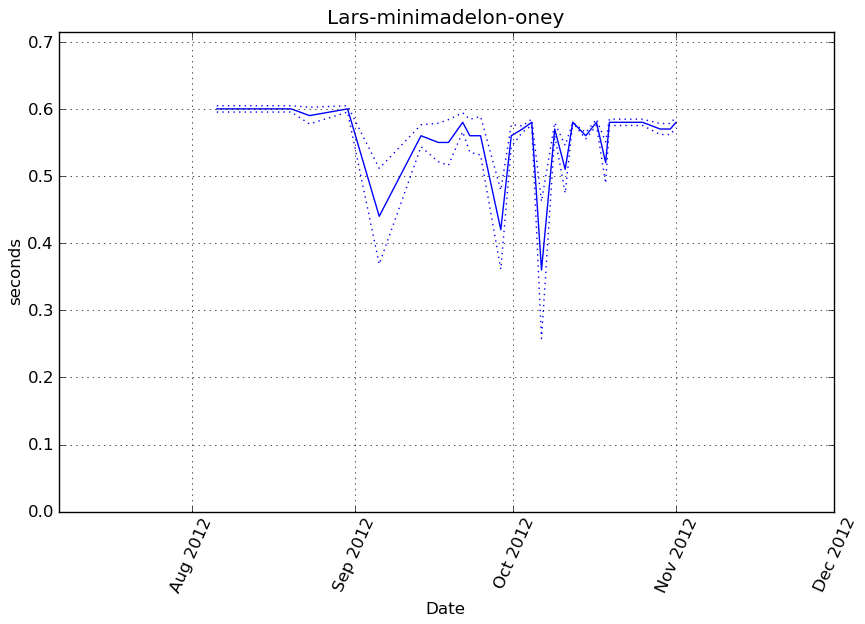 Lars-minimadelon-oney
0.7
0.6
0.5
0.4
0.3
0.2
0.1
0.0
seconds
Aug 2012
Sep 2012
Oct 2012
Nov 2012
Dec 2012
Date